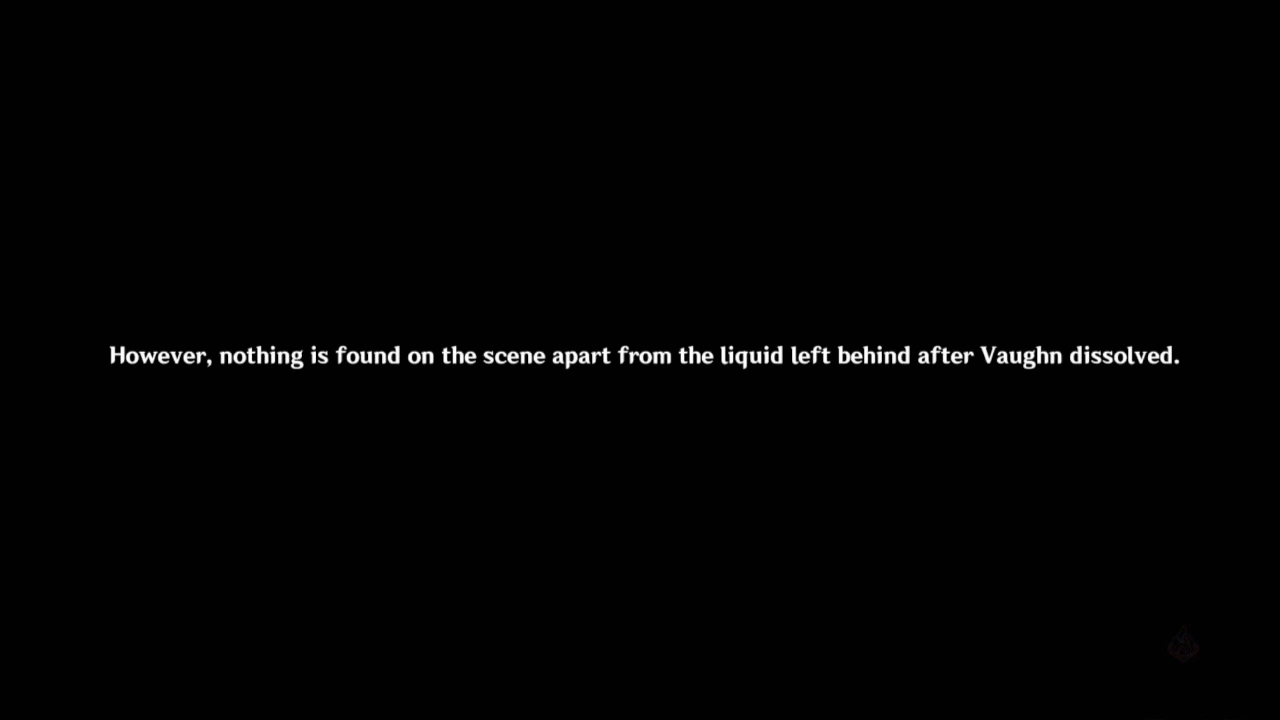 However, nothing is found on the scene apart from the liquid left behind after Vaughn dissolved.